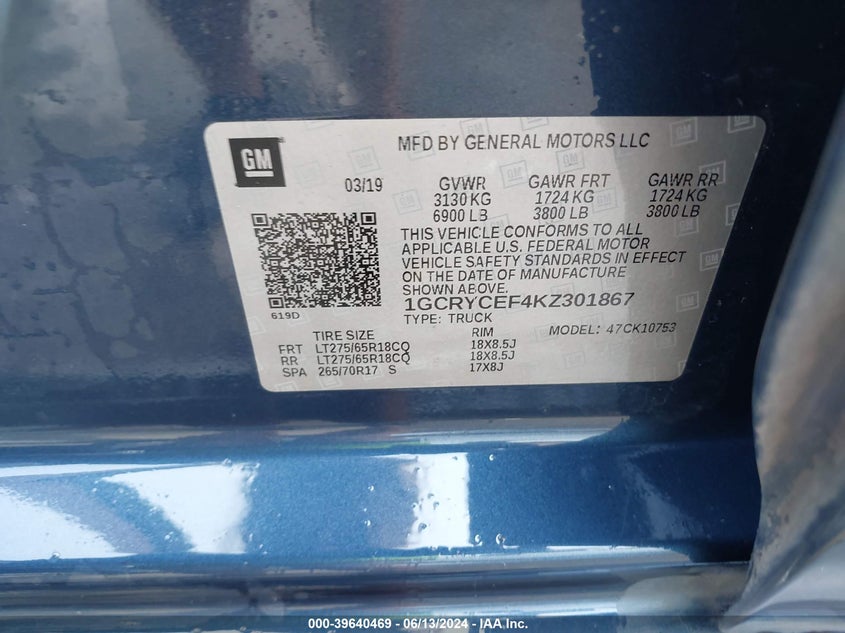 GM
MFD BY GENERAL MOTORS LLC
03/19 GVWR GAWR FRT GAWR RR
3130 KG 1724 KG 1724 KG
6900 LB 3800 LB 3800 LB
THIS VEHICLE CONFORMS TO ALL
APPLICABLE U.S. FEDERAL MOTOR
VEHICLE SAFETY STANDARDS IN EFFECT
ON THE DATE OF MANUFACTURE
SHOWN ABOVE.
619D
1GCRYCEF4KZ301867
TYPE: TRUCK MODEL: 47CK10753
TIRE SIZE RIM
FRT LT275/65R18CQ 18X8.5J
RR LT275/65R18CQ 18X8.5J
SPA 265/70R17 S 17X8J
000-39640469 - 06/13/2024 - IAA Inc.